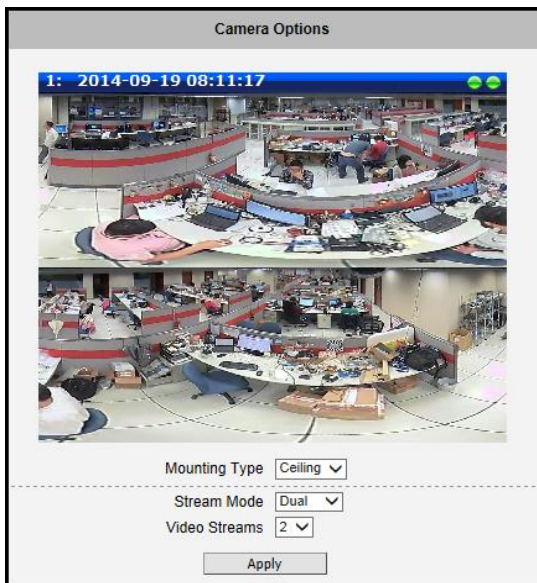 Camera Options
1: 2014-09-19 08:11:17
Mounting Type Ceiling
Stream Mode Dual
Video Streams 2
Apply